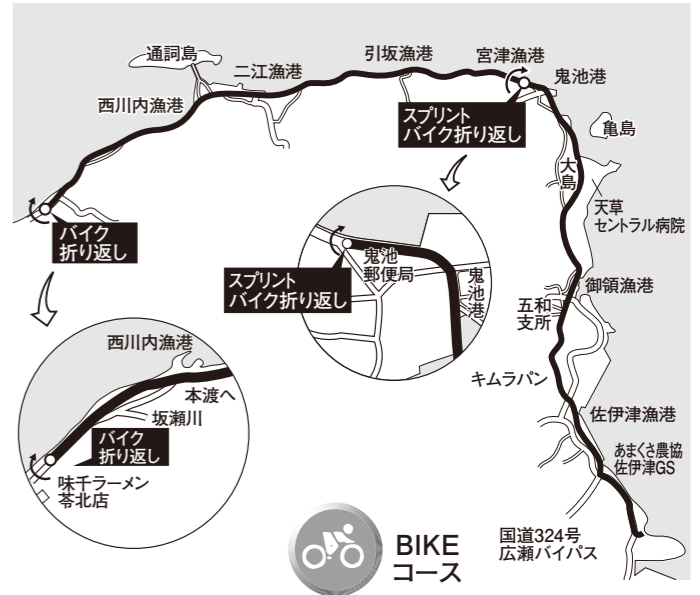 通詞島
二江漁港
西川内漁港
引坂漁港
宮津漁港
鬼池港
スプリント
バイク折り返し
亀島
大島
天草
セントラル病院
バイク
折り返し
鬼池
郵便局
鬼池港
スプリント
バイク折り返し
御領漁港
五和
支所
キムラパン
佐伊津漁港
あまくさ農協
佐伊津GS
国道324号
広瀬バイパス
西川内漁港
本渡へ
坂瀬川
バイク
折り返し
味千ラーメン
苓北店
BIKE
コース